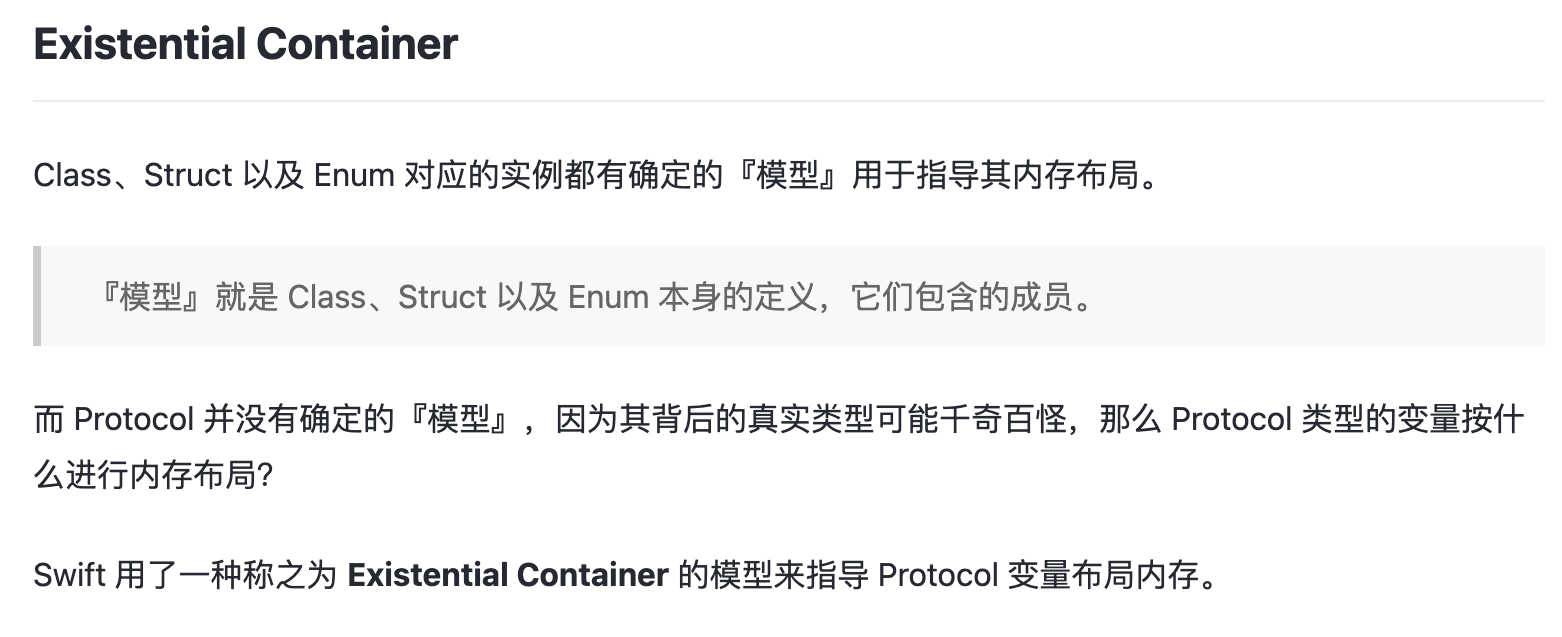 Existential Container
Class、Struct 以及 Enum 对应的实例都有确定的『模型』用于指导其内存布局。
『模型』就是 Class、Struct 以及 Enum 本身的定义，它们包含的成员。
而 Protocol 并没有确定的『模型』，因为其背后的真实类型可能千奇百怪，那么 Protocol 类型的变量按什
么进行内存布局?
Swift 用了一种称之为 Existential Container 的模型来指导 Protocol 变量布局内存。